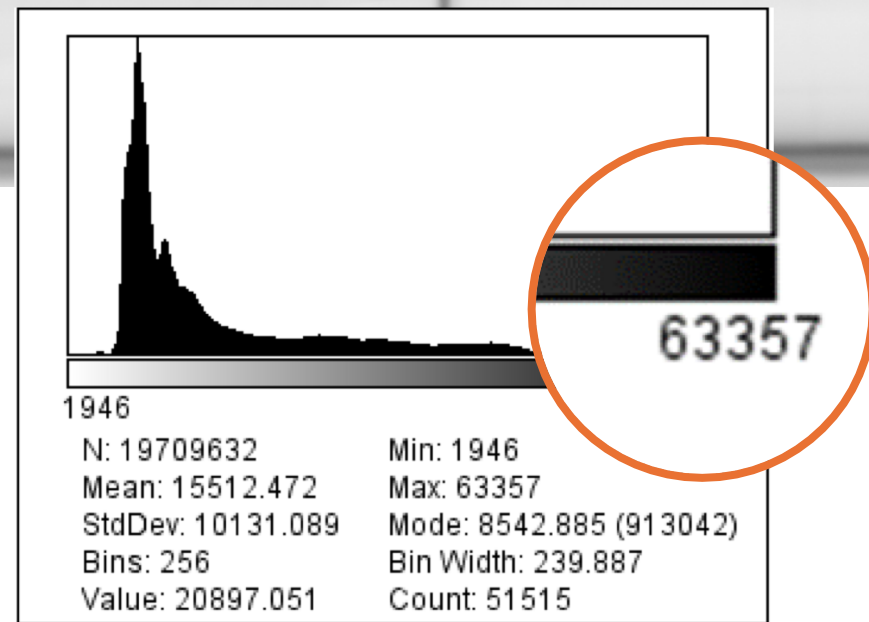 63357
1946
N: 19709632 Min: 1946
Mean: 15512.472 Max: 63357
StdDev: 10131.089 Mode: 8542.885 (913042)
Bins: 256 Bin Width: 239.887
Value: 20897.051 Count: 51515